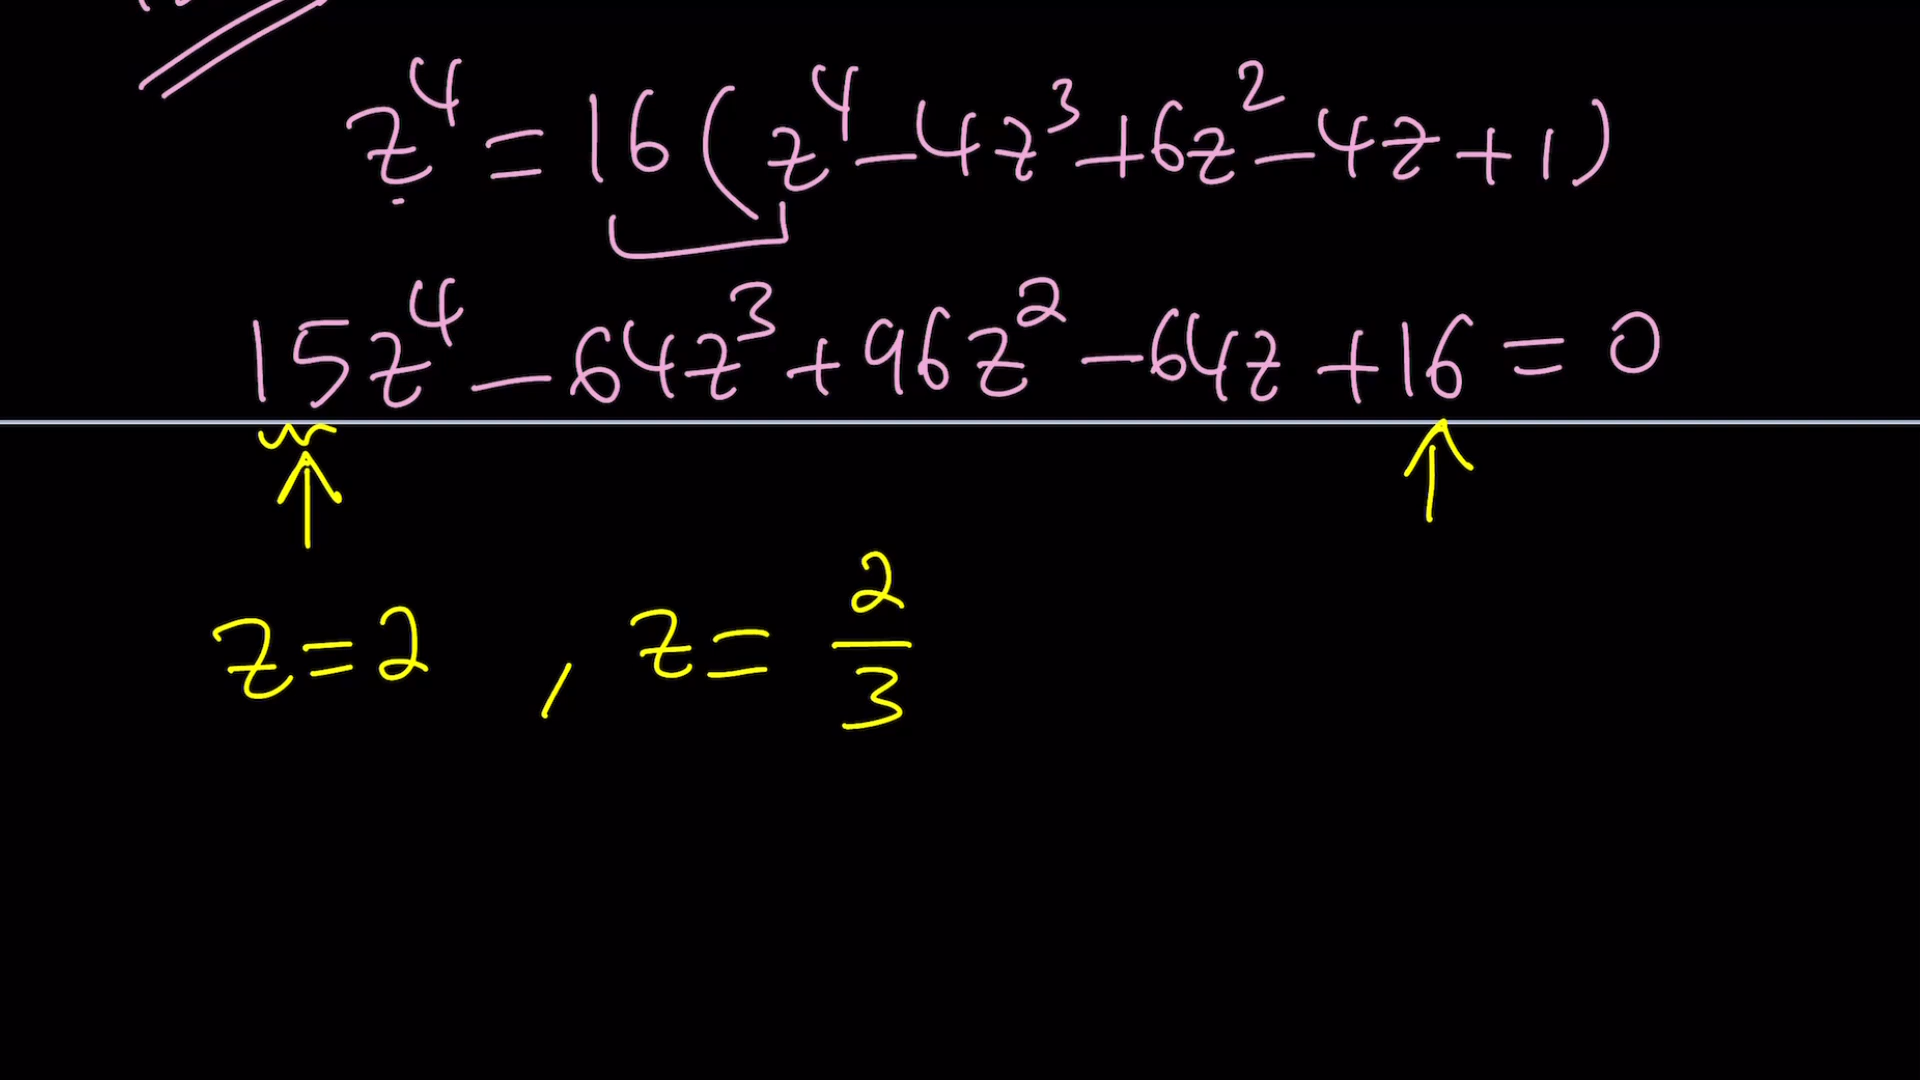 z⁴ = 16(z⁴ - 4z³ + 6z² - 4z + 1)
15z⁴ - 64z³ + 96z² - 64z + 16 = 0
z = 2 , z = 2/3